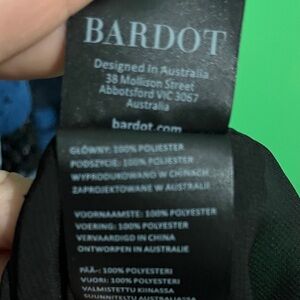 BARDOT
Designed in Australia
38 Mollison Street
Abbotsford VIC 3067
Australia
bardot.com
GŁÓWNY: 100% POLIESTER
PODSZYCIE: 100% POLIESTER
WYPRODUKOWANO W CHINACH
ZAPROJEKTOWANE W AUSTRALIE
VOORNAAMSTE: 100% POLYESTER
VOERING: 100% POLYESTER
VERVAARDIGD IN CHINA
ONTWORPEN IN AUSTRALIË
PÄÄ-: 100% POLYESTERI
VUORI: 100% POLYESTERI
VALMISTETTU KIINASSA
SUUNNITELTU AUSTRALIASSA